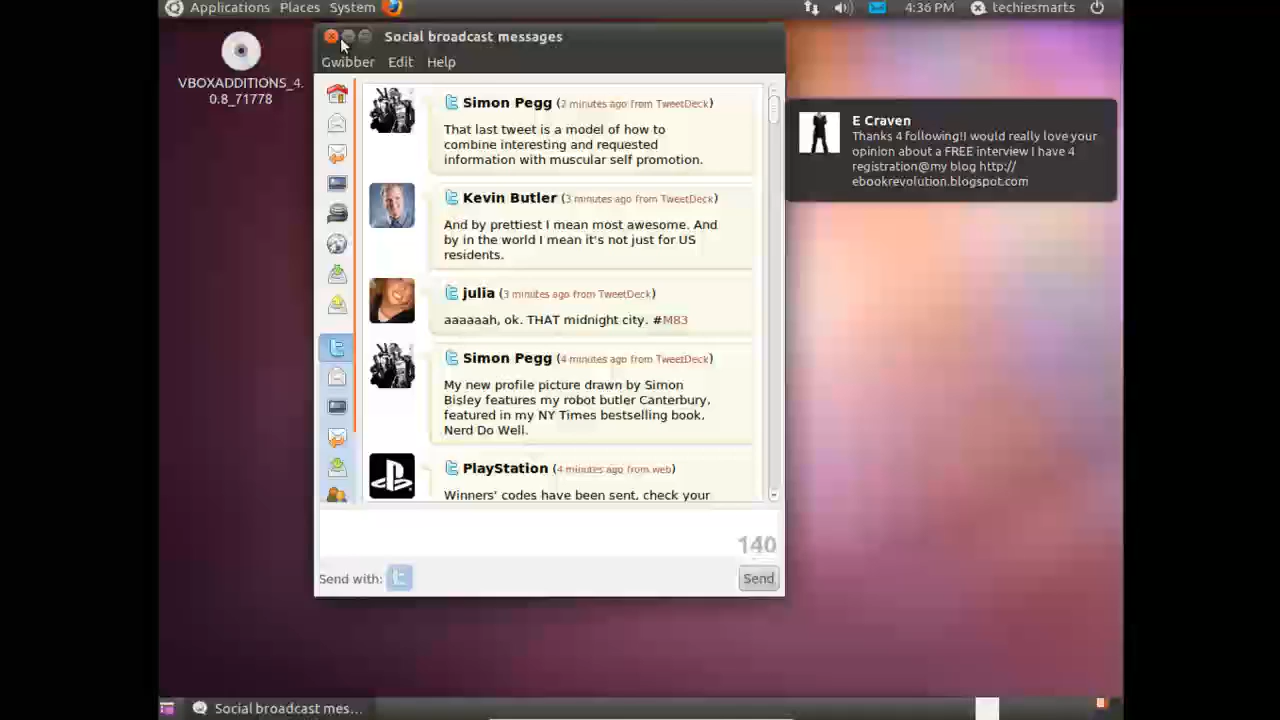 Applications Places System 4:36 PM techiesmarts
VBOXADDITIONS_4.
0.8_71778
Social broadcast messages
Gwibber Edit Help
Simon Pegg (2 minutes ago from TweetDeck)
That last tweet is a model of how to
combine interesting and requested
information with muscular self promotion.
Kevin Butler (3 minutes ago from TweetDeck)
And by prettiest I mean most awesome. And
by in the world I mean it's not just for US
residents.
julia (3 minutes ago from TweetDeck)
aaaaaah, ok. THAT midnight city. #M83
Simon Pegg (4 minutes ago from TweetDeck)
My new profile picture drawn by Simon
Bisley features my robot butler Canterbury,
featured in my NY Times bestselling book,
Nerd Do Well.
PlayStation (4 minutes ago from web)
Winners' codes have been sent, check your
140
Send with: Send
E Craven
Thanks 4 following!I would really love your
opinion about a FREE interview I have 4
registration@my blog http://
ebookrevolution.blogspot.com
Social broadcast mes...